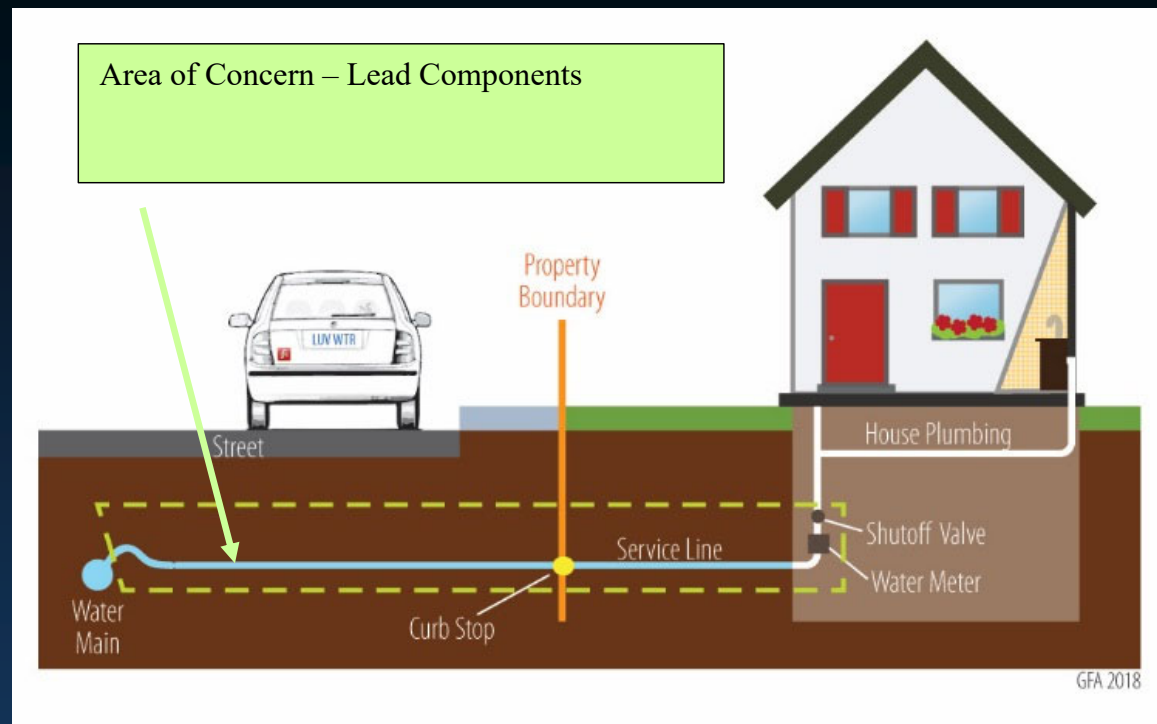 Area of Concern – Lead Components
Property
Boundary
LUV WTR
Street
House Plumbing
Shutoff Valve
Service Line
Water Meter
Water
Main
Curb Stop
GFA 2018